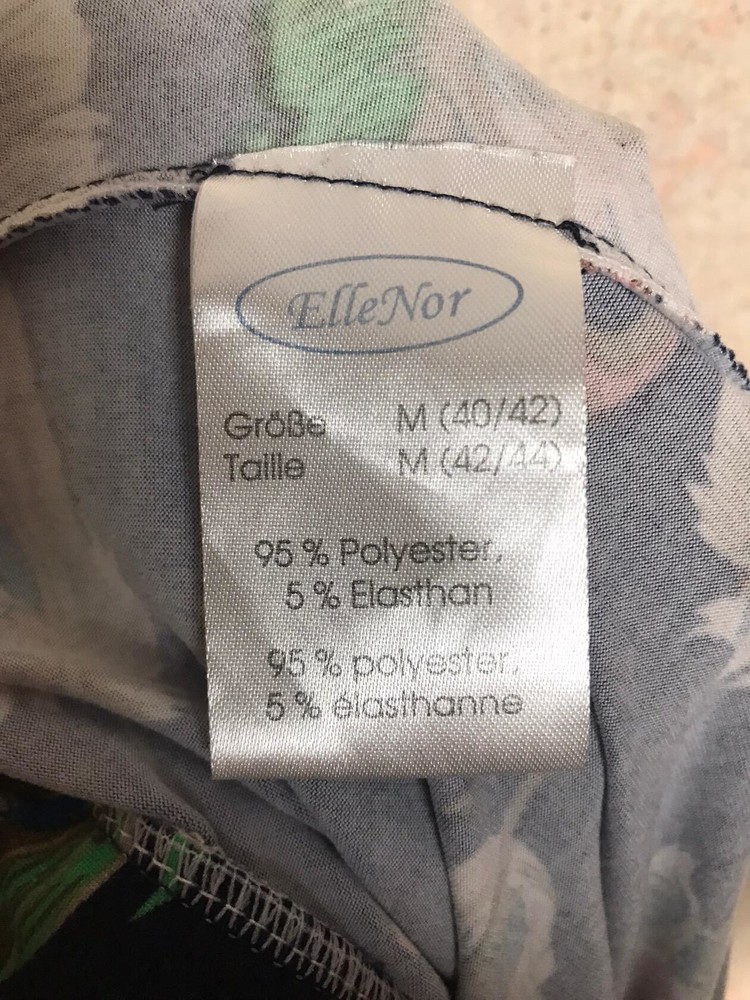 ElleNor
Größe M (40/42)
Taille M (42/44)
95 % Polyester,
5 % Elasthan
95 % polyester,
5 % élasthanne